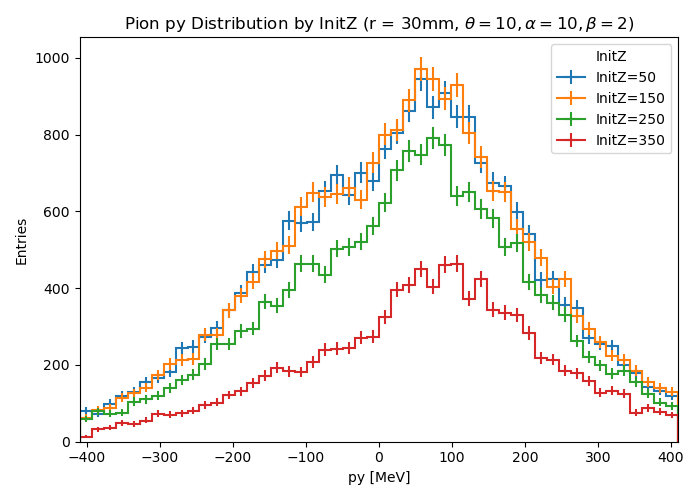 Pion py Distribution by InitZ (r = 30mm, θ = 10, α = 10, β = 2)
InitZ
InitZ=50
InitZ=150
InitZ=250
InitZ=350
1000
800
600
400
200
0
Entries
−400 −300 −200 −100 0 100 200 300 400
py [MeV]